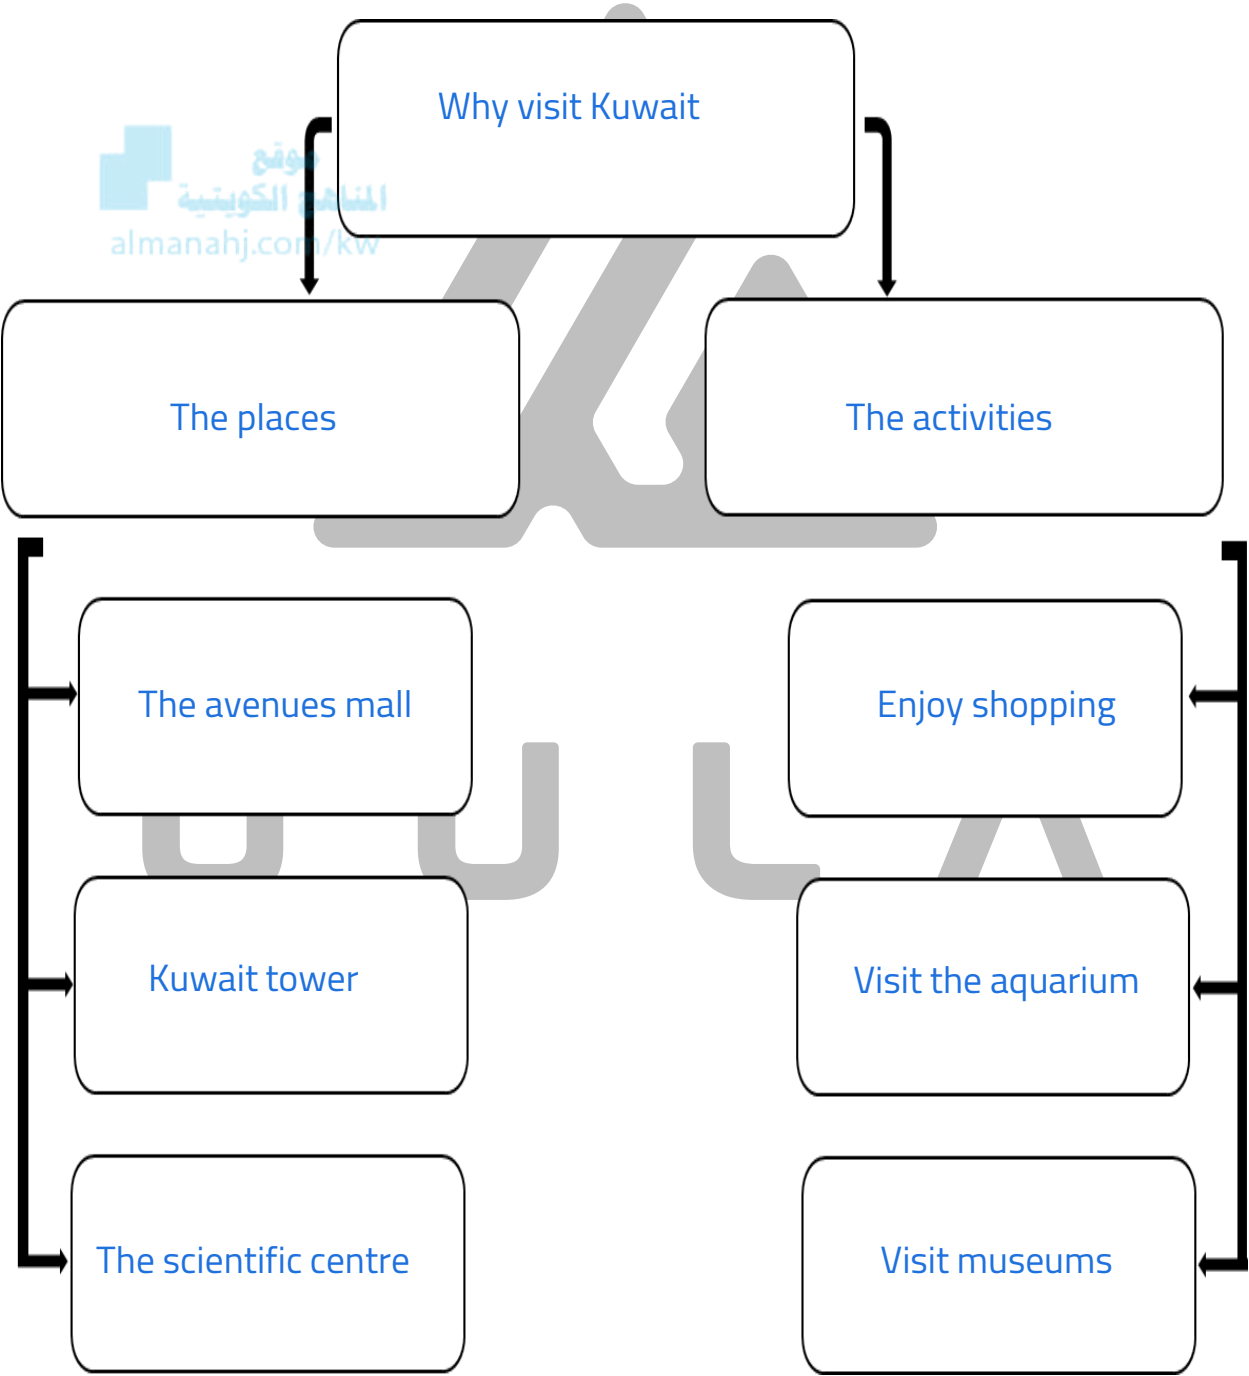 Why visit Kuwait
موقع
المناهج الكويتية
almanahj.com/kw
The places
The activities
The avenues mall
Enjoy shopping
U L A
Kuwait tower
Visit the aquarium
The scientific centre
Visit museums